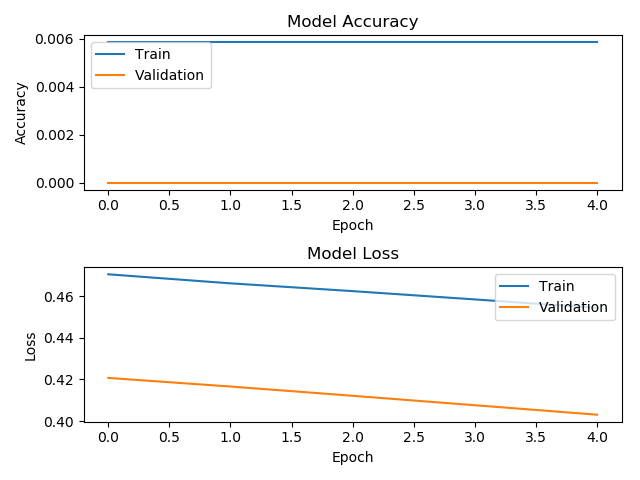 Model Accuracy
0.006
0.004
0.002
0.000
Accuracy
Train
Validation
0.0 0.5 1.0 1.5 2.0 2.5 3.0 3.5 4.0
Epoch
Model Loss
0.46
0.44
0.42
0.40
Loss
Train
Validation
0.0 0.5 1.0 1.5 2.0 2.5 3.0 3.5 4.0
Epoch